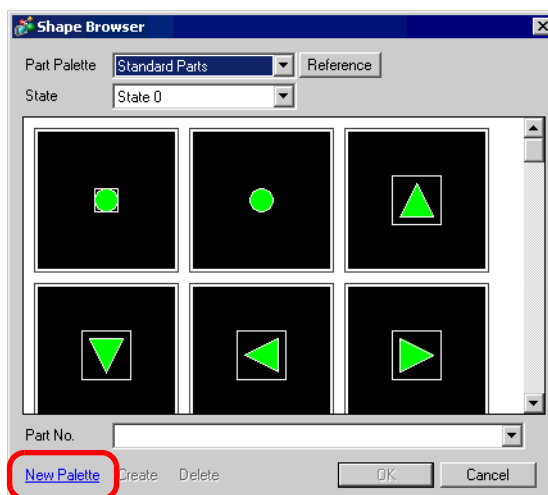 Shape Browser
Part Palette Standard Parts Reference
State State 0
Part No.
New Palette Create Delete OK Cancel